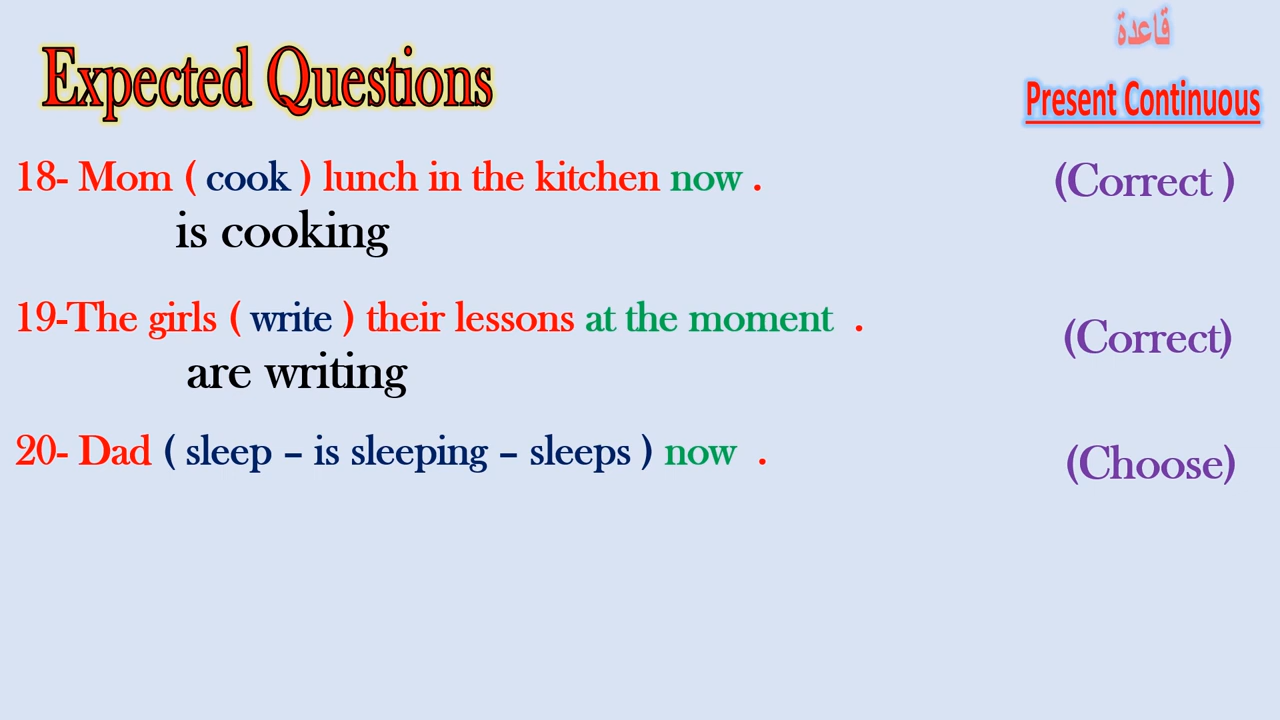 قاعدة
Expected Questions
Present Continuous
18- Mom ( cook ) lunch in the kitchen now . (Correct )
is cooking
19-The girls ( write ) their lessons at the moment . (Correct)
are writing
20- Dad ( sleep – is sleeping – sleeps ) now . (Choose)